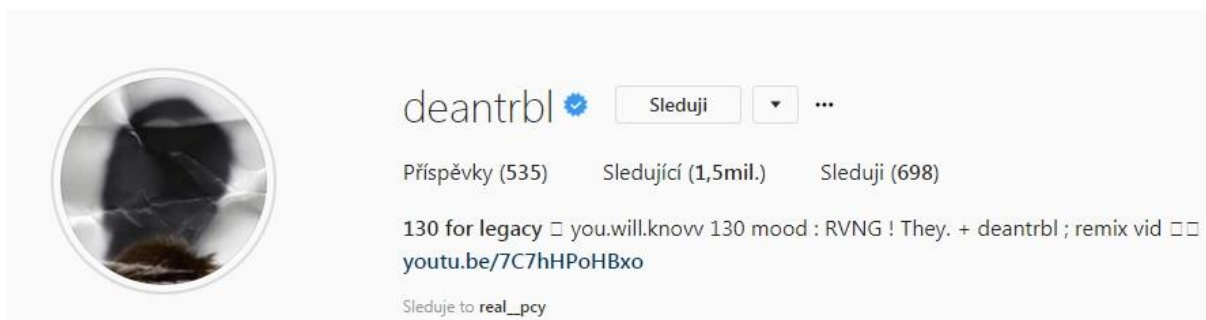 deantrbl Sleduji
Příspěvky (535) Sledující (1,5mil.) Sleduji (698)
130 for legacy □ you.will.knovv 130 mood : RVNG ! They. + deantrbl ; remix vid □□
youtu.be/7C7hHPoHBxo
Sleduje to real__pcy